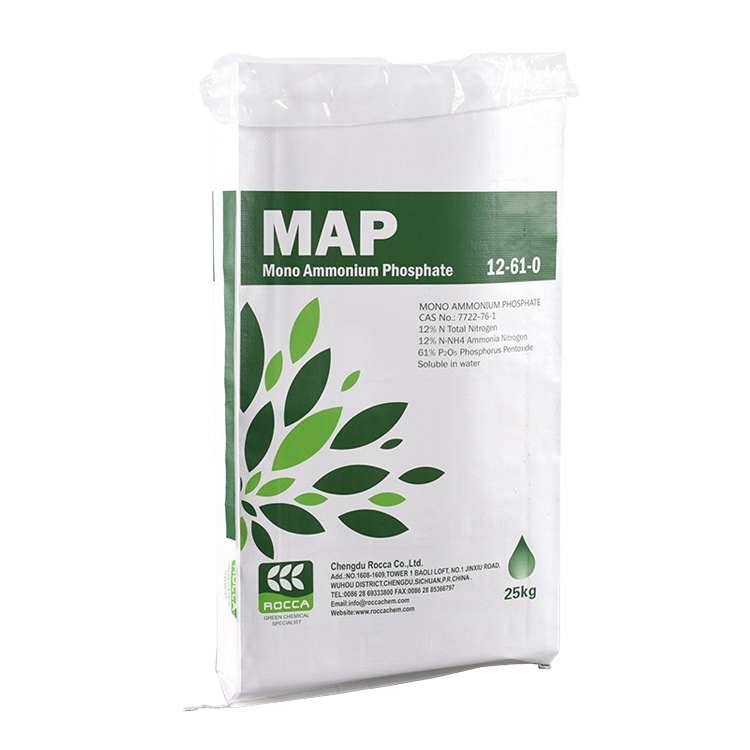 MAP
Mono Ammonium Phosphate 12-61-0
MONO AMMONIUM PHOSPHATE
CAS No.: 7722-76-1
12% N Total Nitrogen
12% N-NH4 Ammonia Nitrogen
61% P₂O₅ Phosphorus Pentoxide
Soluble in water
Chengdu Rocca Co.,Ltd.
Add.:NO.1608-1609,TOWER 1 BAOLI LOFT, NO.1 JINXIU ROAD,
WUHOU DISTRICT,CHENGDU,SICHUAN,P.R.CHINA .
TEL:0086 28 69333800 FAX:0086 28 85366797
Email:info@roccachem.com
Website:www.roccachem.com
ROCCA
GREEN CHEMICAL
SPECIALIST
25kg